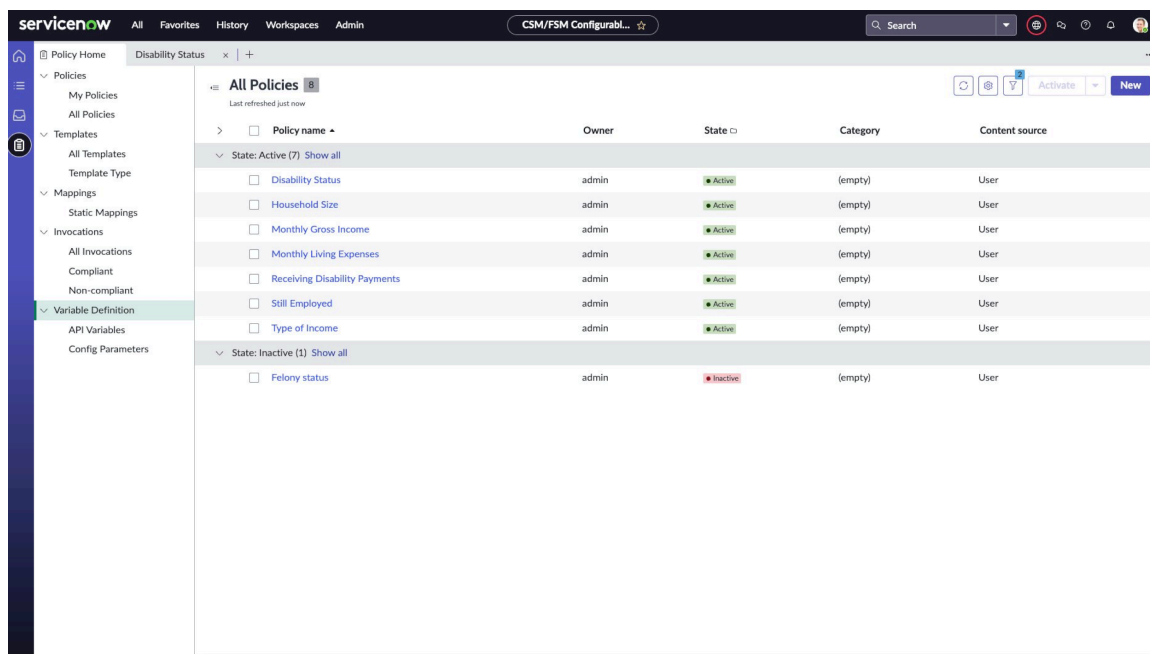 servicenow All Favorites History Workspaces Admin CSM/FSM Configurabl... Search
Policy Home Disability Status × +
Policies
My Policies
All Policies
Templates
All Templates
Template Type
Mappings
Static Mappings
Invocations
All Invocations
Compliant
Non-compliant
Variable Definition
API Variables
Config Parameters
All Policies 8
Last refreshed just now
2
Activate New
Policy name Owner State Category Content source
State: Active (7) Show all
Disability Status admin Active (empty) User
Household Size admin Active (empty) User
Monthly Gross Income admin Active (empty) User
Monthly Living Expenses admin Active (empty) User
Receiving Disability Payments admin Active (empty) User
Still Employed admin Active (empty) User
Type of Income admin Active (empty) User
State: Inactive (1) Show all
Felony status admin Inactive (empty) User